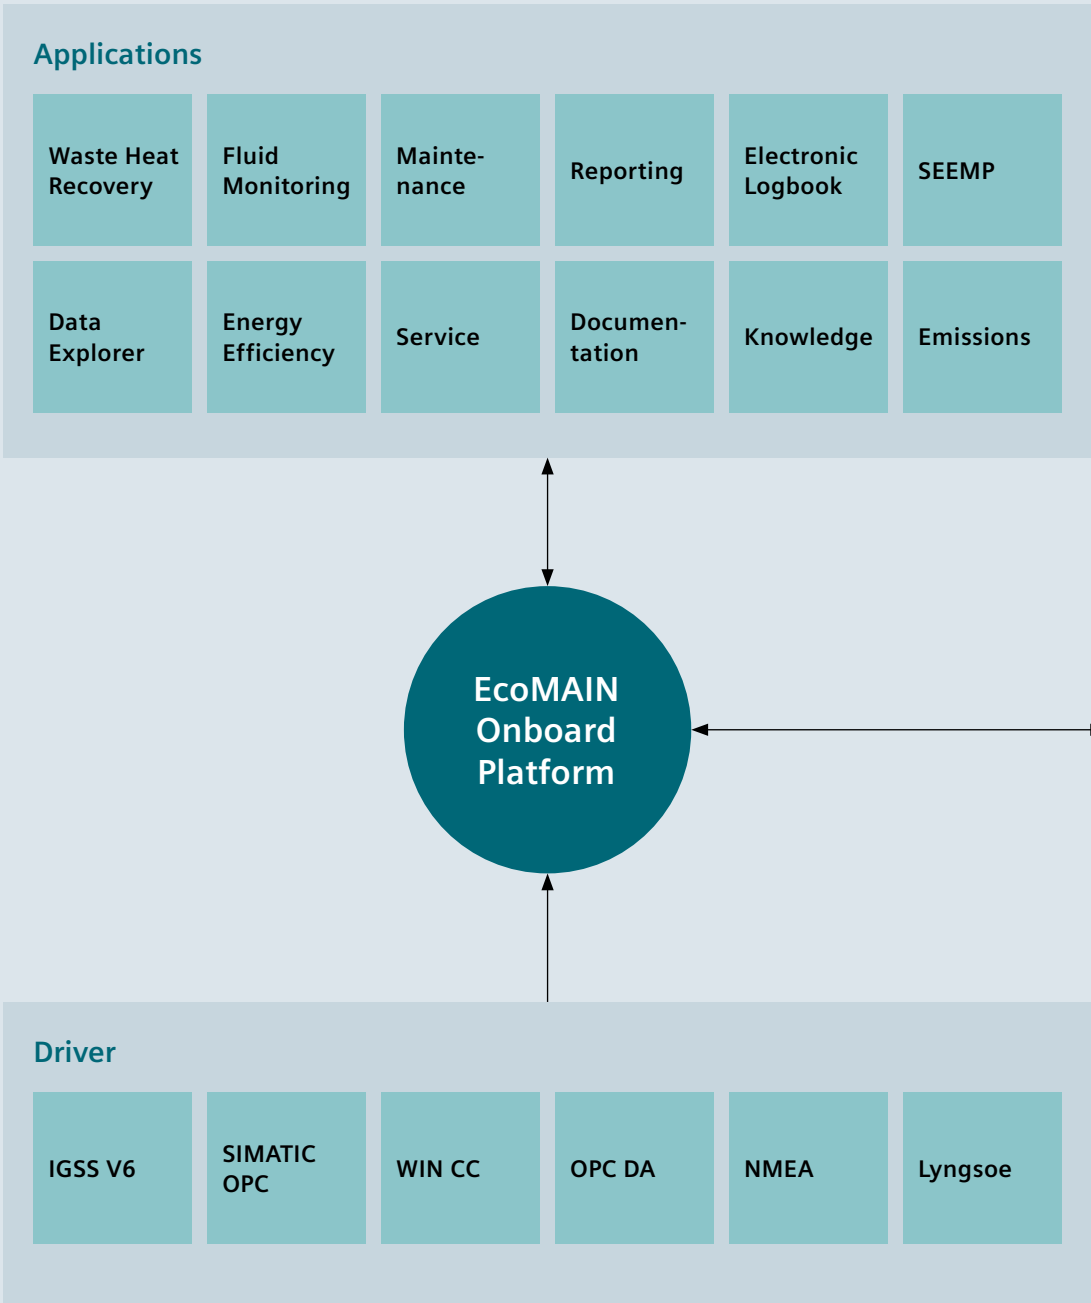 Applications
Waste Heat
Recovery
Fluid
Monitoring
Mainte-
nance
Reporting
Electronic
Logbook
SEEMP
Data
Explorer
Energy
Efficiency
Service
Documen-
tation
Knowledge
Emissions
EcoMAIN
Onboard
Platform
Driver
IGSS V6
SIMATIC
OPC
WIN CC
OPC DA
NMEA
Lyngsoe